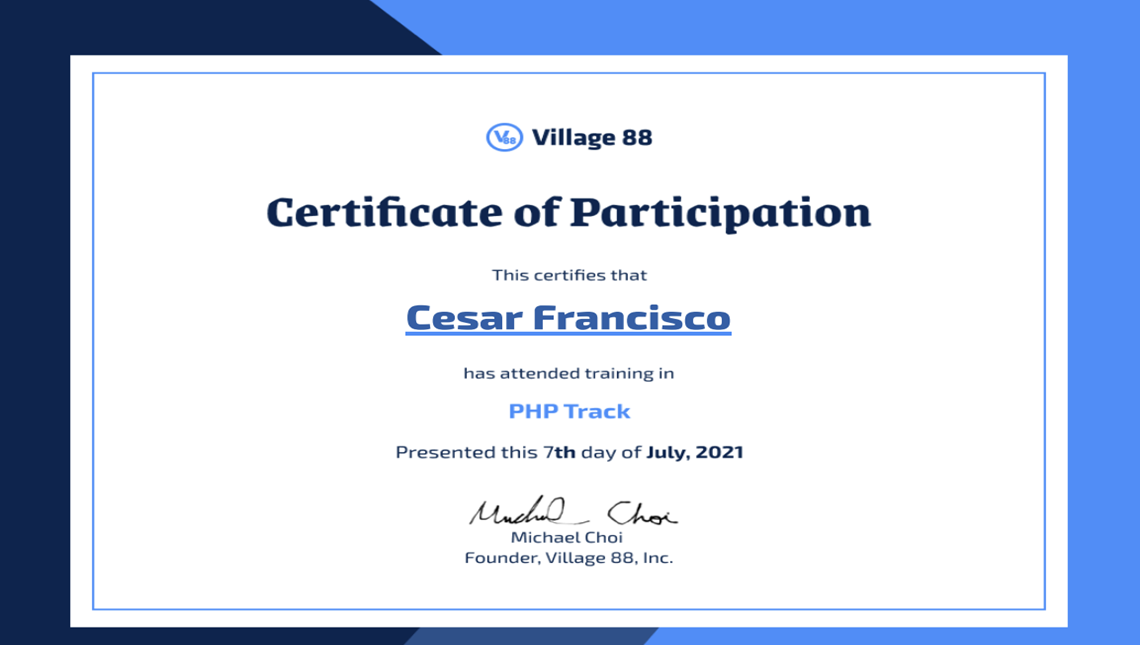 V88 Village 88
Certificate of Participation
This certifies that
Cesar Francisco
has attended training in
PHP Track
Presented this 7th day of July, 2021
Michael Choi
Michael Choi
Founder, Village 88, Inc.